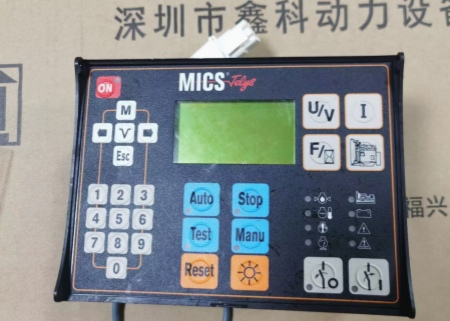 深圳市鑫科动力设备
ON
MICS Telys
U/V
I
M
V
Esc
F/
1 2 3
4 5 6
7 8 9
0
Auto Stop
Test Manu
Reset
O
I
福兴